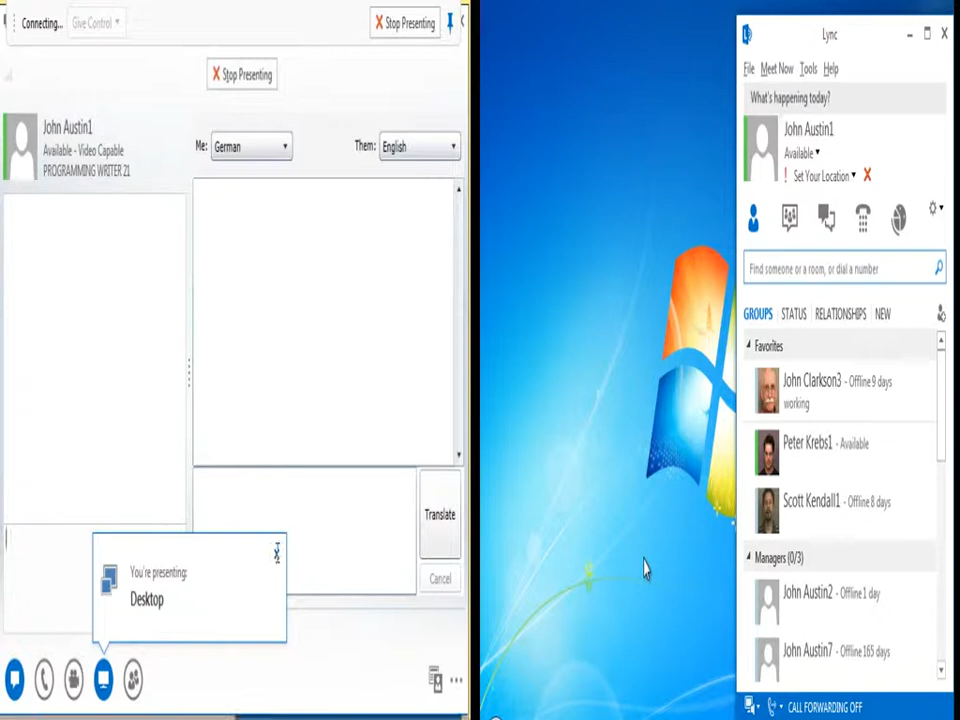 Connecting...
Give Control
Stop Presenting
Stop Presenting
John Austin1
Available - Video Capable
PROGRAMMING WRITER 21
Me:
German
Them:
English
Translate
Cancel
You're presenting:
Desktop
Lync
File Meet Now Tools Help
What's happening today?
John Austin1
Available
! Set Your Location
Find someone or a room, or dial a number
GROUPS STATUS RELATIONSHIPS NEW
Favorites
John Clarkson3 - Offline 9 days
working
Peter Krebs1 - Available
Scott Kendall1 - Offline 8 days
Managers (0/3)
John Austin2 - Offline 1 day
John Austin7 - Offline 165 days
CALL FORWARDING OFF